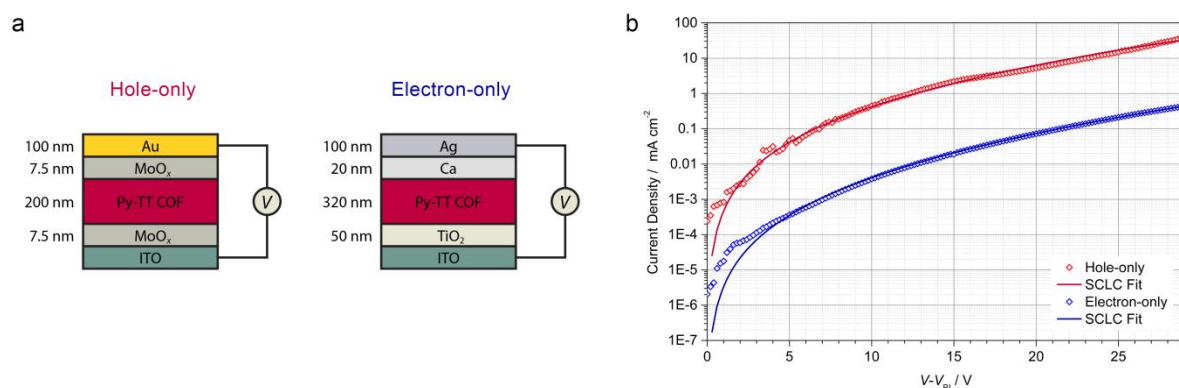 a
Hole-only
100 nm Au
7.5 nm MoOₓ
200 nm Py-TT COF
7.5 nm MoOₓ
ITO
V
Electron-only
100 nm Ag
20 nm Ca
320 nm Py-TT COF
50 nm TiO₂
ITO
V
b
Current Density / mA cm⁻²
100
10
1
0.1
0.01
1E-3
1E-4
1E-5
1E-6
1E-7
0 5 10 15 20 25
Hole-only
SCLC Fit
Electron-only
SCLC Fit
V-V / V